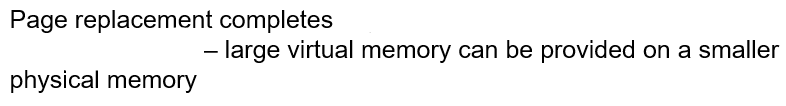 Page replacement completes
– large virtual memory can be provided on a smaller
physical memory